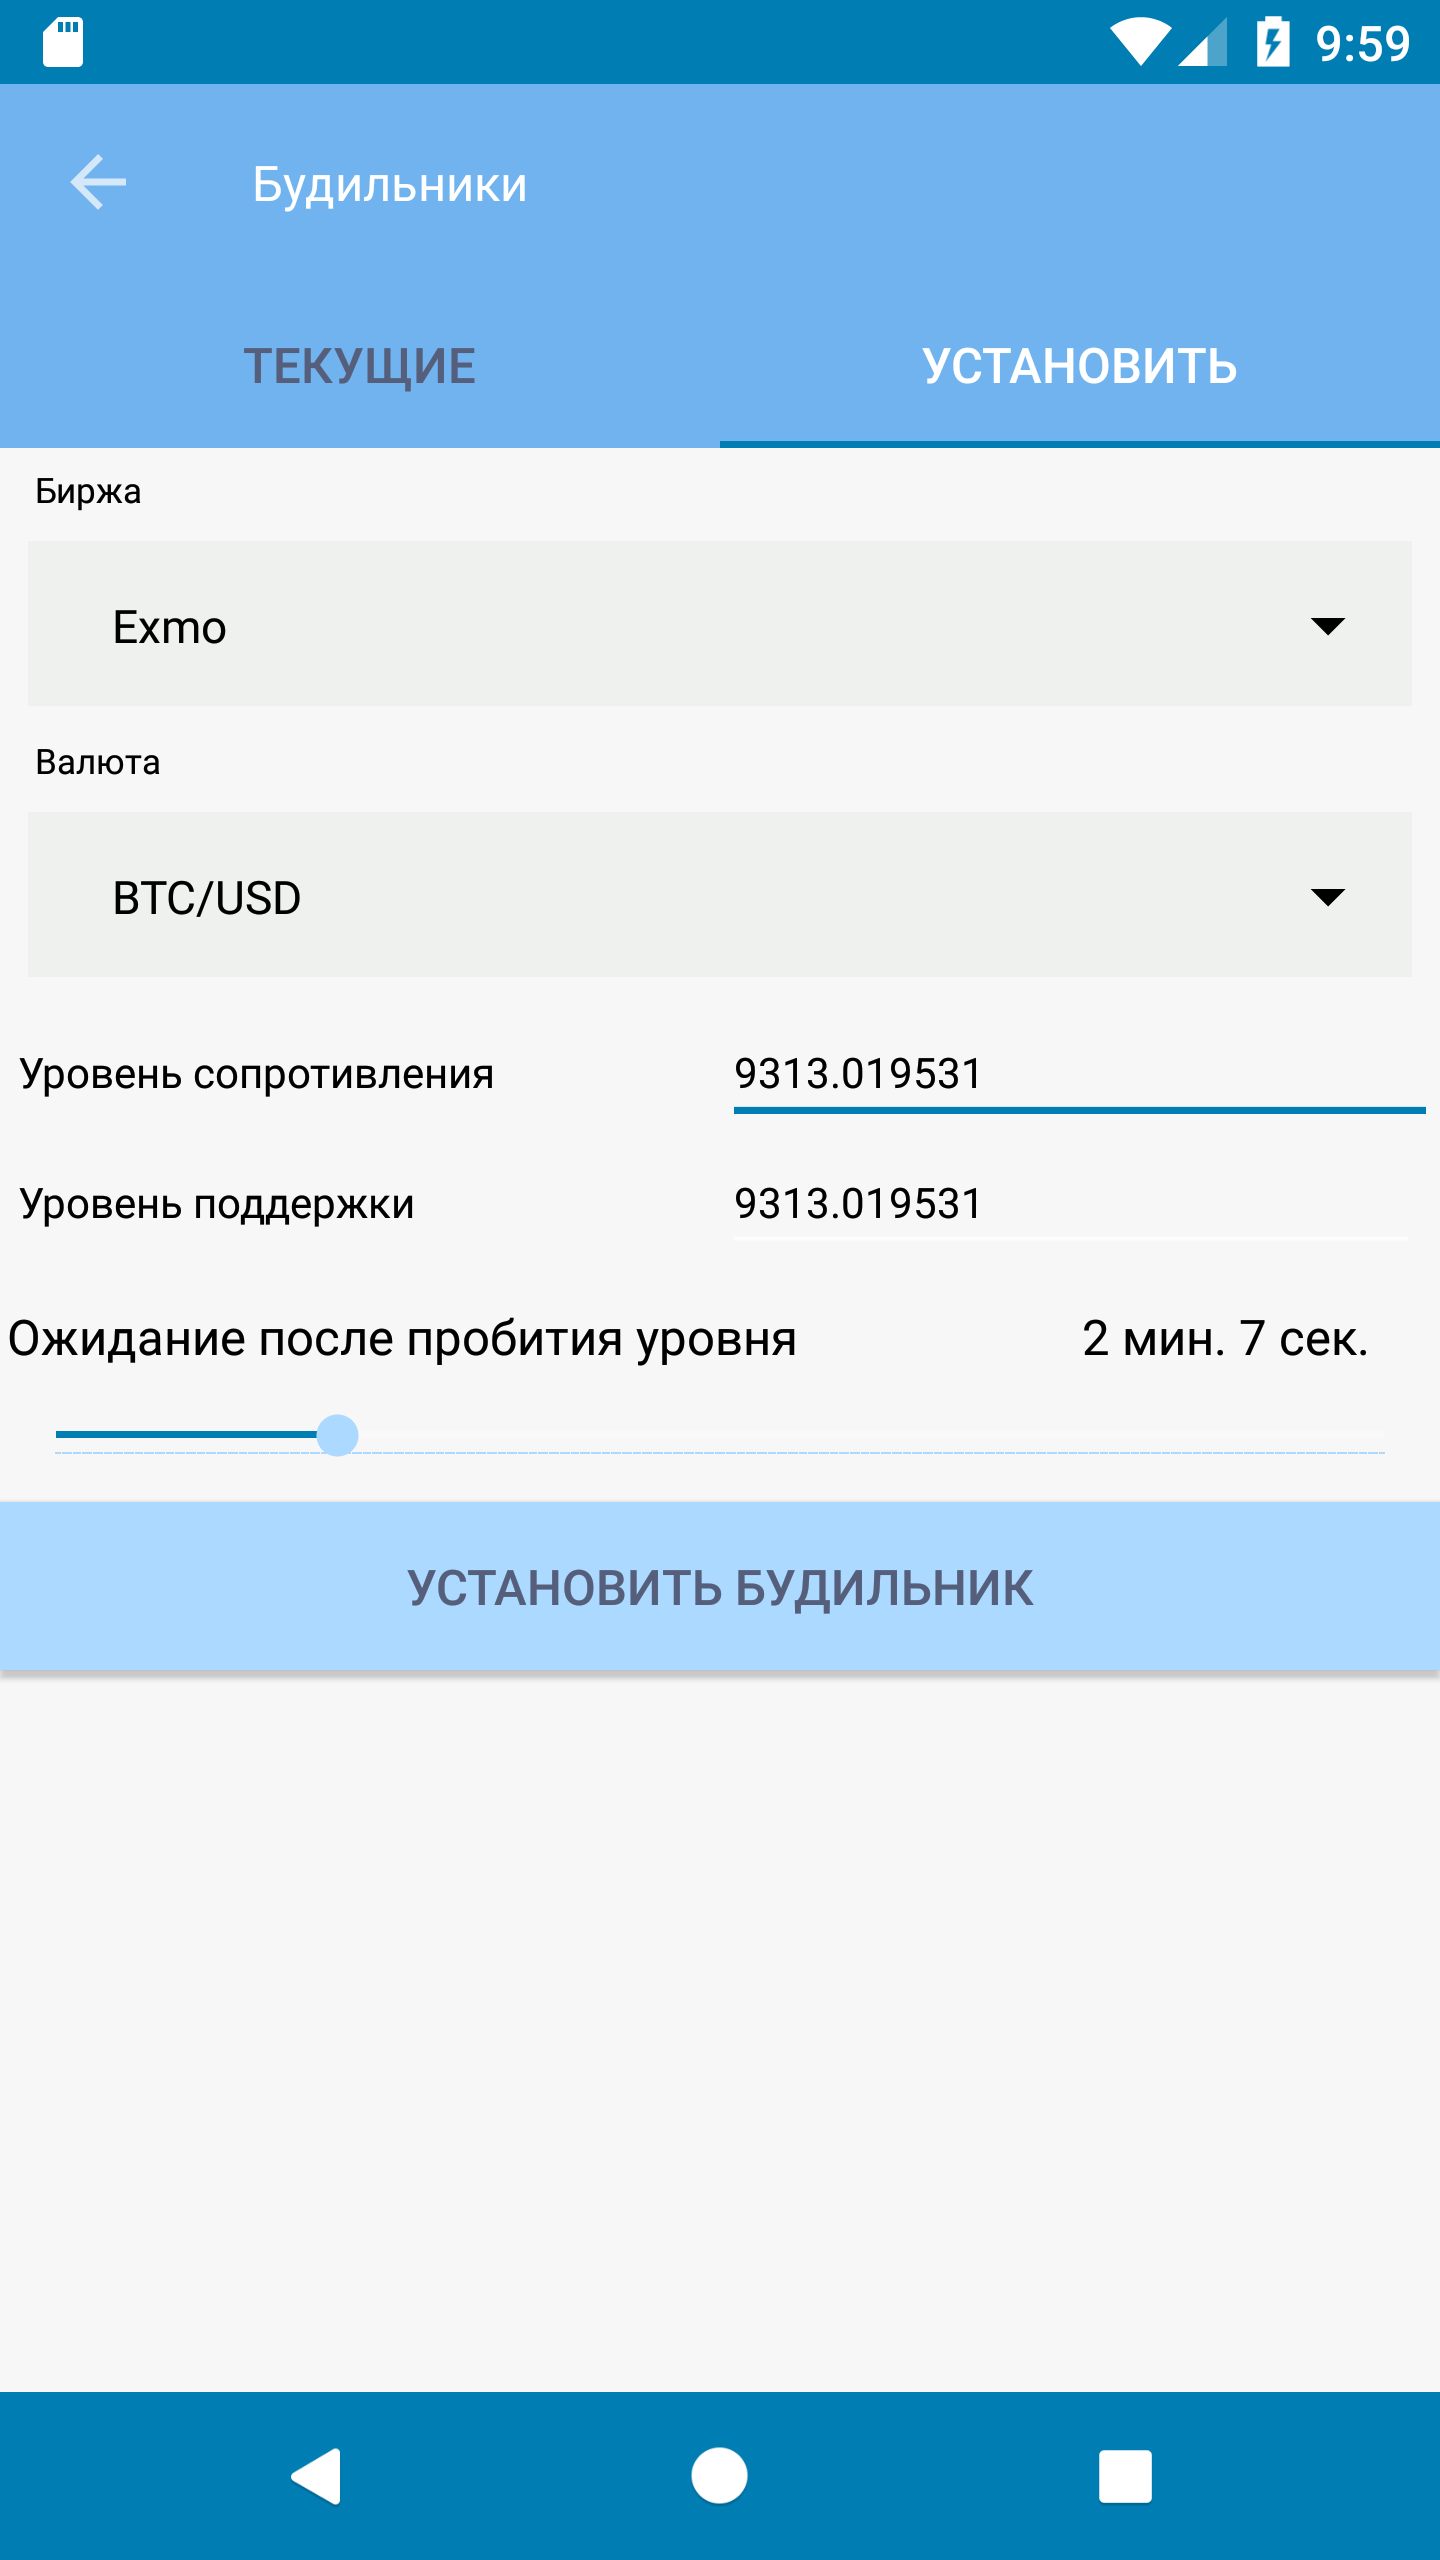 9:59
Будильники
ТЕКУЩИЕ УСТАНОВИТЬ
Биржа
Exmo
Валюта
BTC/USD
Уровень сопротивления 9313.019531
Уровень поддержки 9313.019531
Ожидание после пробития уровня 2 мин. 7 сек.
УСТАНОВИТЬ БУДИЛЬНИК